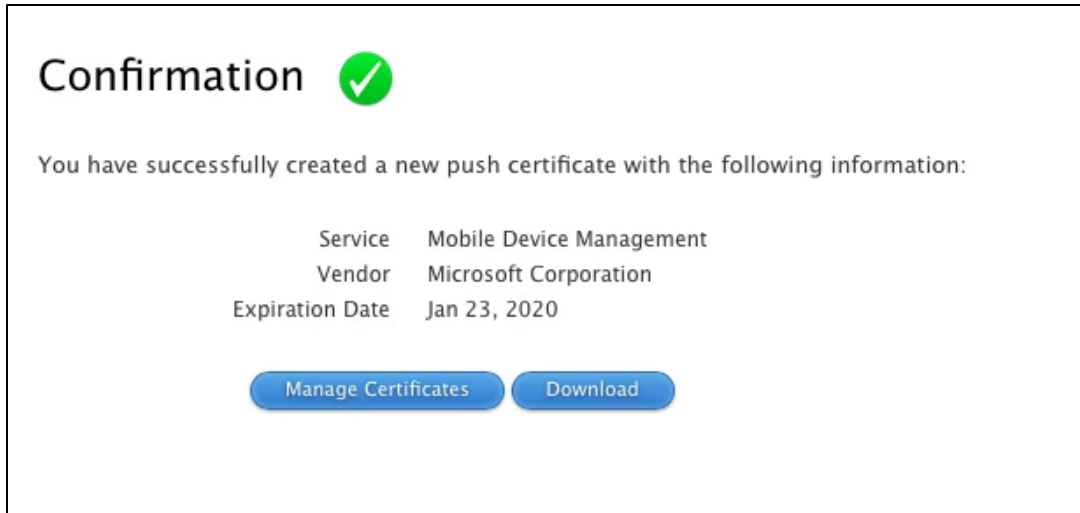 Confirmation
You have successfully created a new push certificate with the following information:
Service Mobile Device Management
Vendor Microsoft Corporation
Expiration Date Jan 23, 2020
Manage Certificates Download